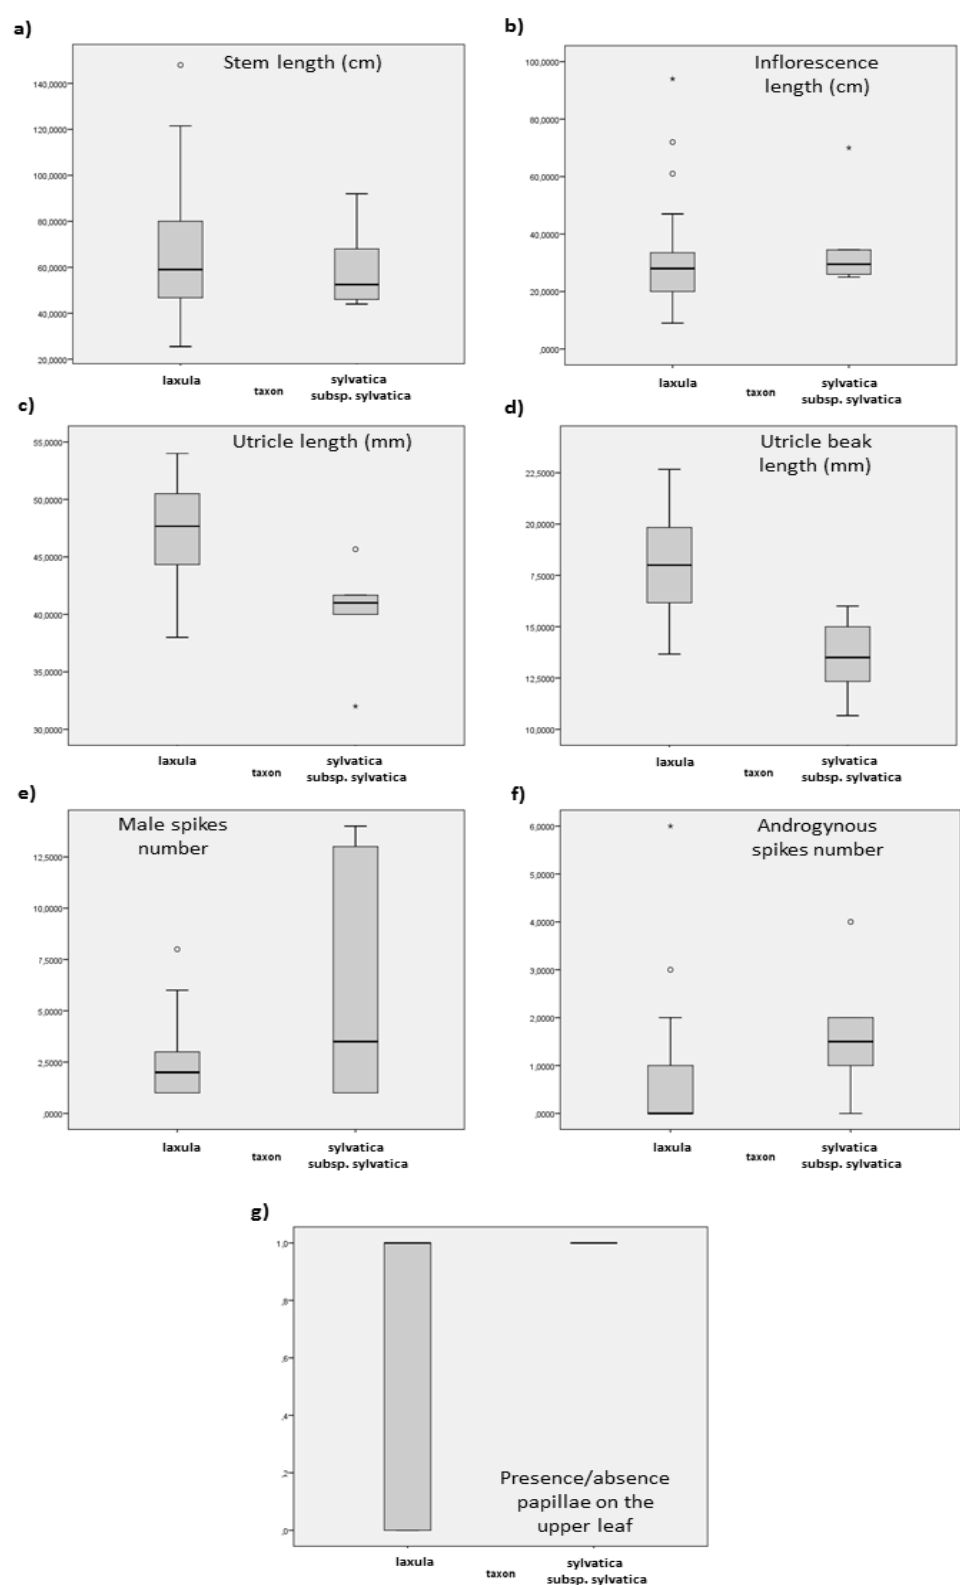 a)
Stem length (cm)
140,0000
120,0000
100,0000
80,0000
60,0000
40,0000
20,0000
laxula
taxon
sylvatica
subsp. sylvatica
b)
Inflorescence
length (cm)
100,0000
80,0000
60,0000
40,0000
20,0000
,0000
laxula
taxon
sylvatica
subsp. sylvatica
c)
Utricle length (mm)
55,0000
50,0000
45,0000
40,0000
35,0000
30,0000
laxula
taxon
sylvatica
subsp. sylvatica
d)
Utricle beak
length (mm)
22,5000
20,0000
7,5000
15,0000
12,5000
10,0000
laxula
taxon
sylvatica
subsp. sylvatica
e)
Male spikes
number
12,5000
10,0000
7,5000
5,0000
2,5000
,0000
laxula
taxon
sylvatica
subsp. sylvatica
f)
Androgynous
spikes number
6,0000
5,0000
4,0000
3,0000
2,0000
1,0000
,0000
laxula
taxon
sylvatica
subsp. sylvatica
g)
1,0
,8
,6
,4
,2
,0
Presence/absence
papillae on the
upper leaf
laxula
taxon
sylvatica
subsp. sylvatica